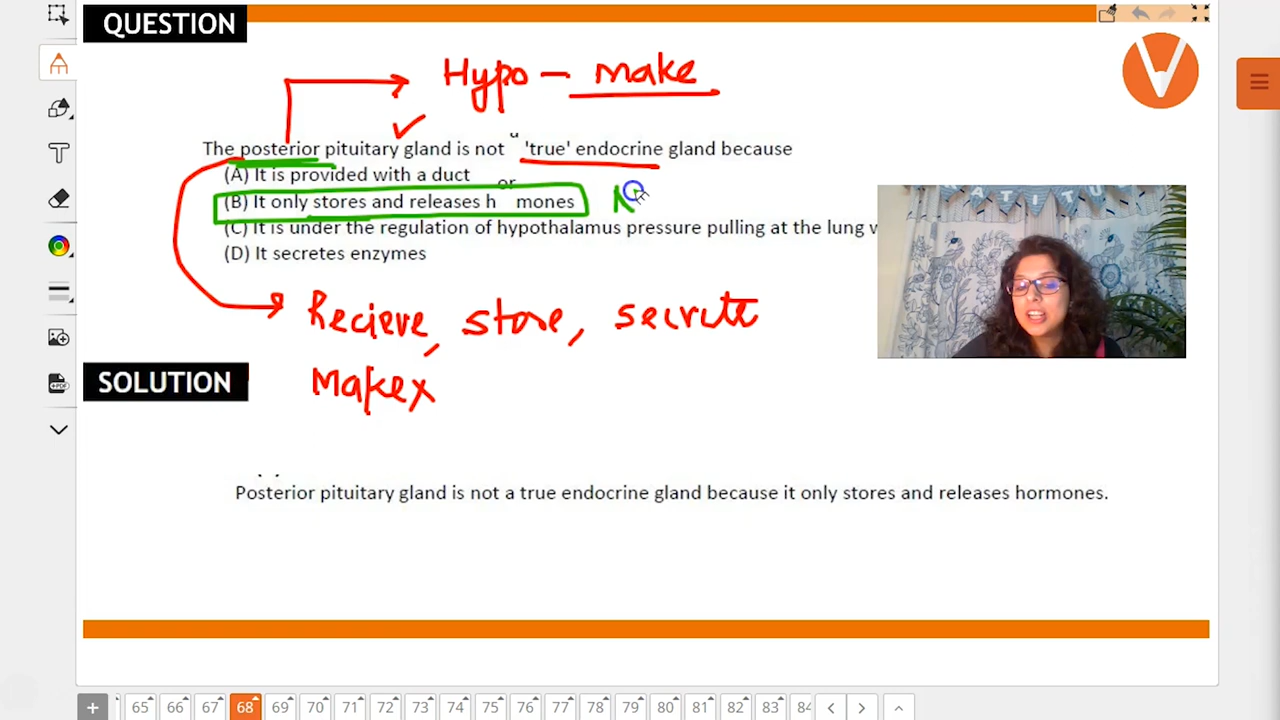 QUESTION
Hypo - make
The posterior pituitary gland is not 'true' endocrine gland because
(A) It is provided with a duct
or
(B) It only stores and releases h mones
(C) It is under the regulation of hypothalamus pressure pulling at the lung w
(D) It secretes enzymes
Recieve, store, secrete
Makex
SOLUTION
Posterior pituitary gland is not a true endocrine gland because it only stores and releases hormones.
65 66 67 68 69 70 71 72 73 74 75 76 77 78 79 80 81 82 83 84